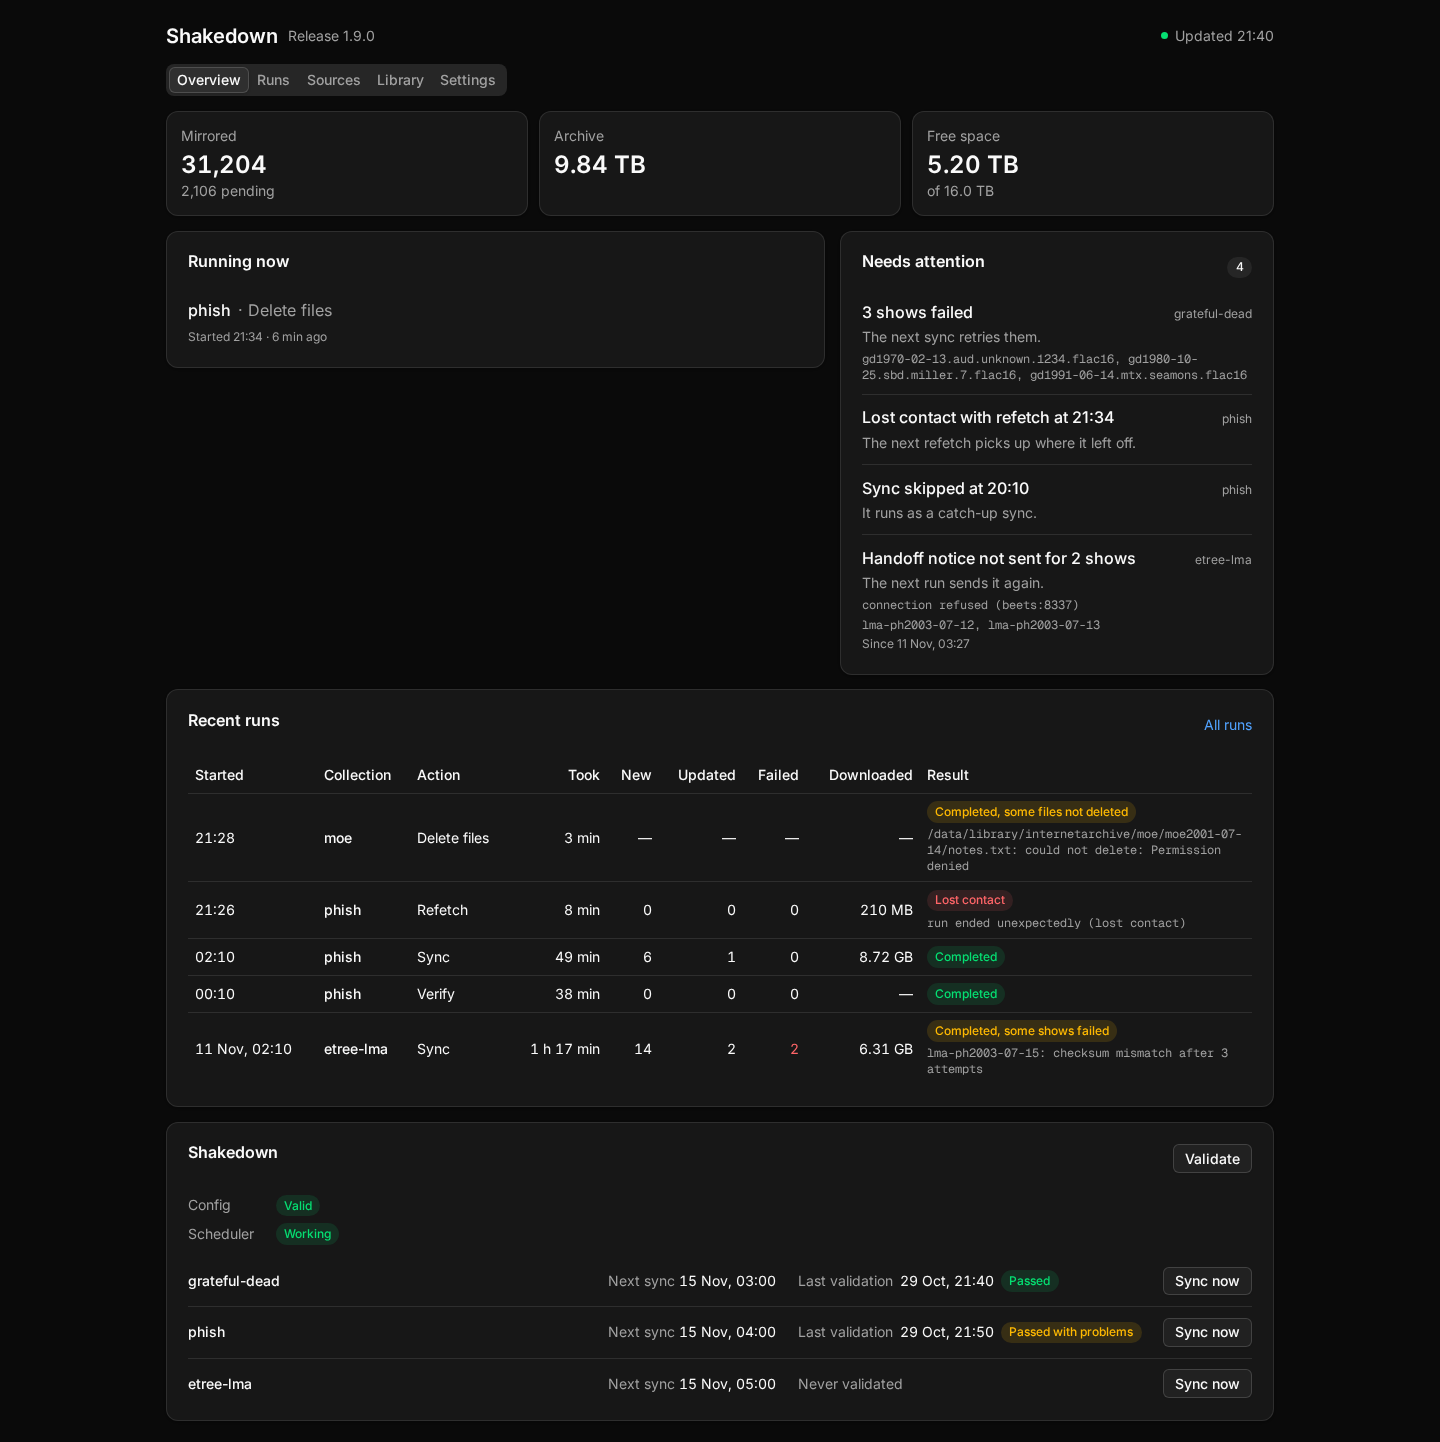 Shakedown Release 1.9.0
Updated 21:40
Overview Runs Sources Library Settings
Mirrored
31,204
2,106 pending
Archive
9.84 TB
Free space
5.20 TB
of 16.0 TB
Running now
phish · Delete files
Started 21:34 · 6 min ago
Needs attention
4
3 shows failed grateful-dead
The next sync retries them.
gd1970-02-13.aud.unknown.1234.flac16, gd1980-10-
25.sbd.miller.7.flac16, gd1991-06-14.mtx.seamons.flac16
Lost contact with refetch at 21:34 phish
The next refetch picks up where it left off.
Sync skipped at 20:10 phish
It runs as a catch-up sync.
Handoff notice not sent for 2 shows etree-lma
The next run sends it again.
connection refused (beets:8337)
lma-ph2003-07-12, lma-ph2003-07-13
Since 11 Nov, 03:27
Recent runs
All runs
Started Collection Action Took New Updated Failed Downloaded Result
21:28 moe Delete files 3 min — — — — Completed, some files not deleted
/data/library/internetarchive/moe/moe2001-07-
14/notes.txt: could not delete: Permission
denied
21:26 phish Refetch 8 min 0 0 0 210 MB Lost contact
run ended unexpectedly (lost contact)
02:10 phish Sync 49 min 6 1 0 8.72 GB Completed
00:10 phish Verify 38 min 0 0 0 — Completed
11 Nov, 02:10 etree-lma Sync 1 h 17 min 14 2 2 6.31 GB Completed, some shows failed
lma-ph2003-07-15: checksum mismatch after 3
attempts
Shakedown
Validate
Config Valid
Scheduler Working
grateful-dead Next sync 15 Nov, 03:00 Last validation 29 Oct, 21:40 Passed Sync now
phish Next sync 15 Nov, 04:00 Last validation 29 Oct, 21:50 Passed with problems Sync now
etree-lma Next sync 15 Nov, 05:00 Never validated Sync now